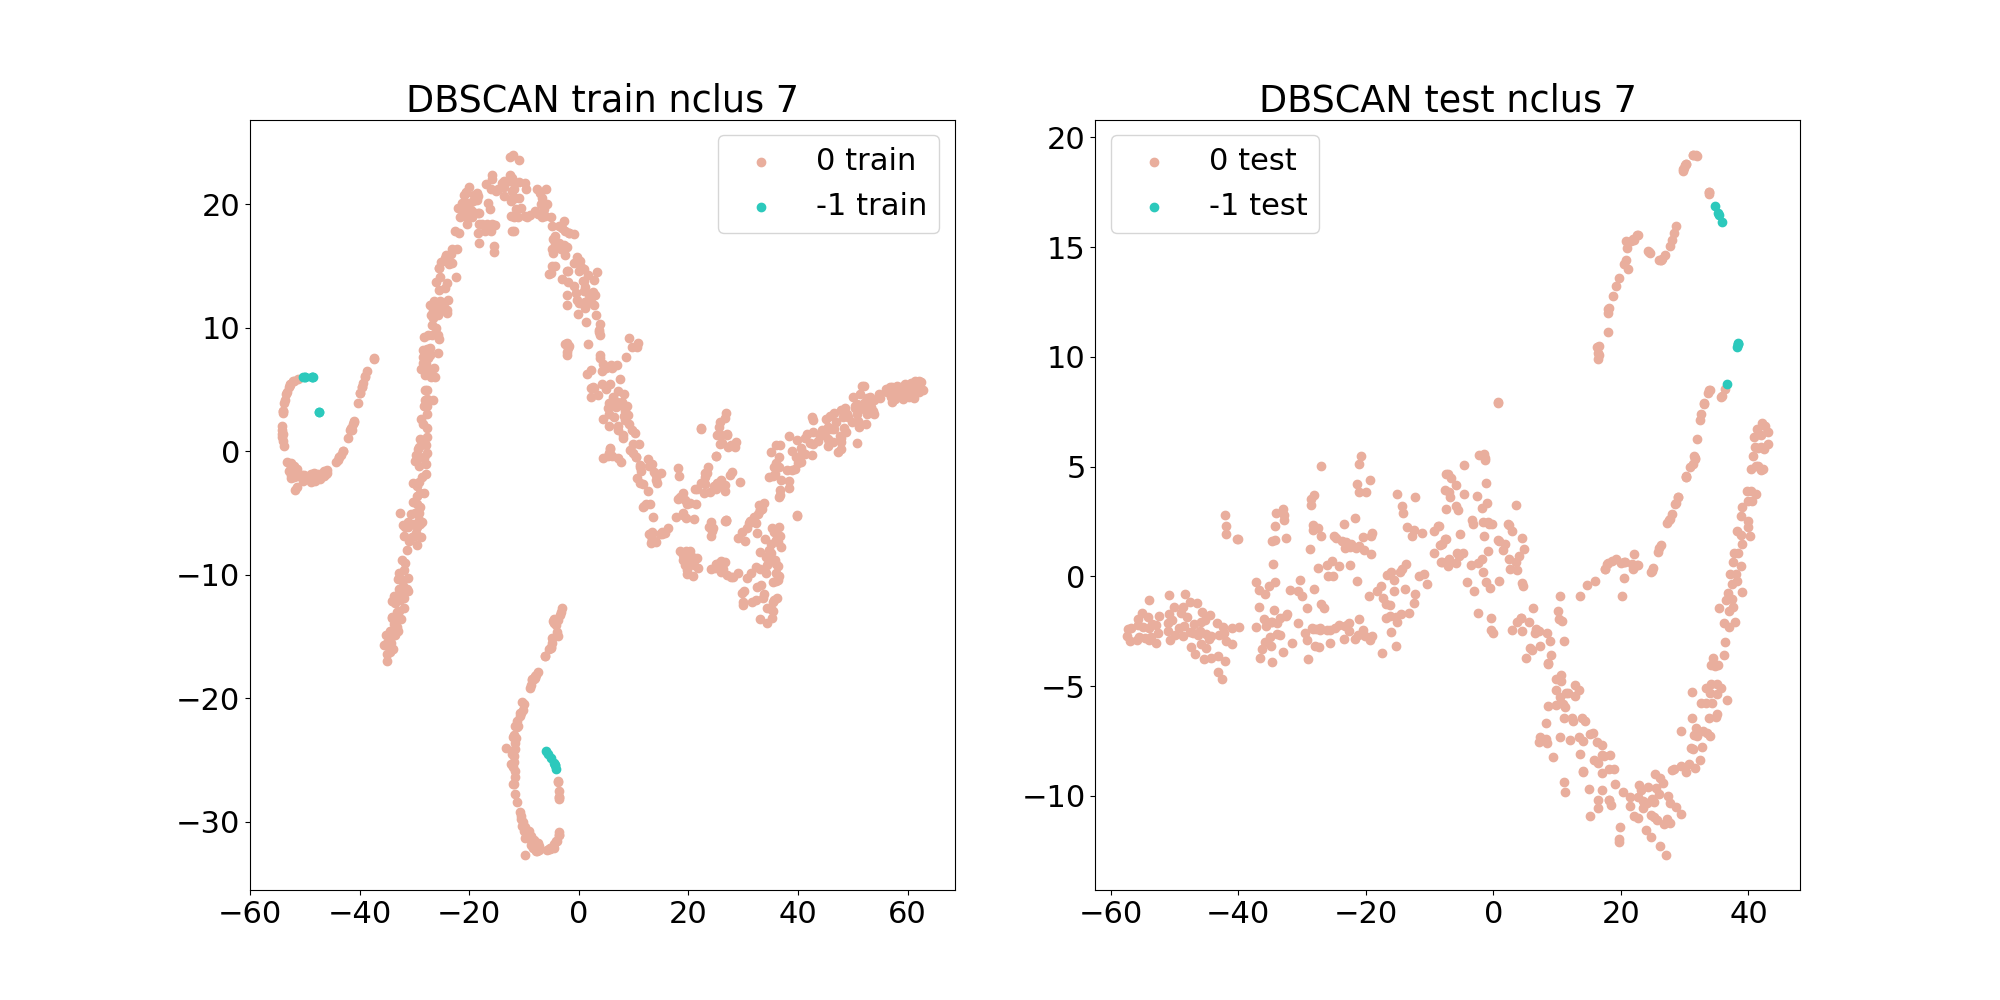 DBSCAN train nclus 7
0 train
-1 train
20
10
0
−10
−20
−30
−60 −40 −20 0 20 40 60
DBSCAN test nclus 7
0 test
-1 test
20
15
10
5
0
−5
−10
−60 −40 −20 0 20 40